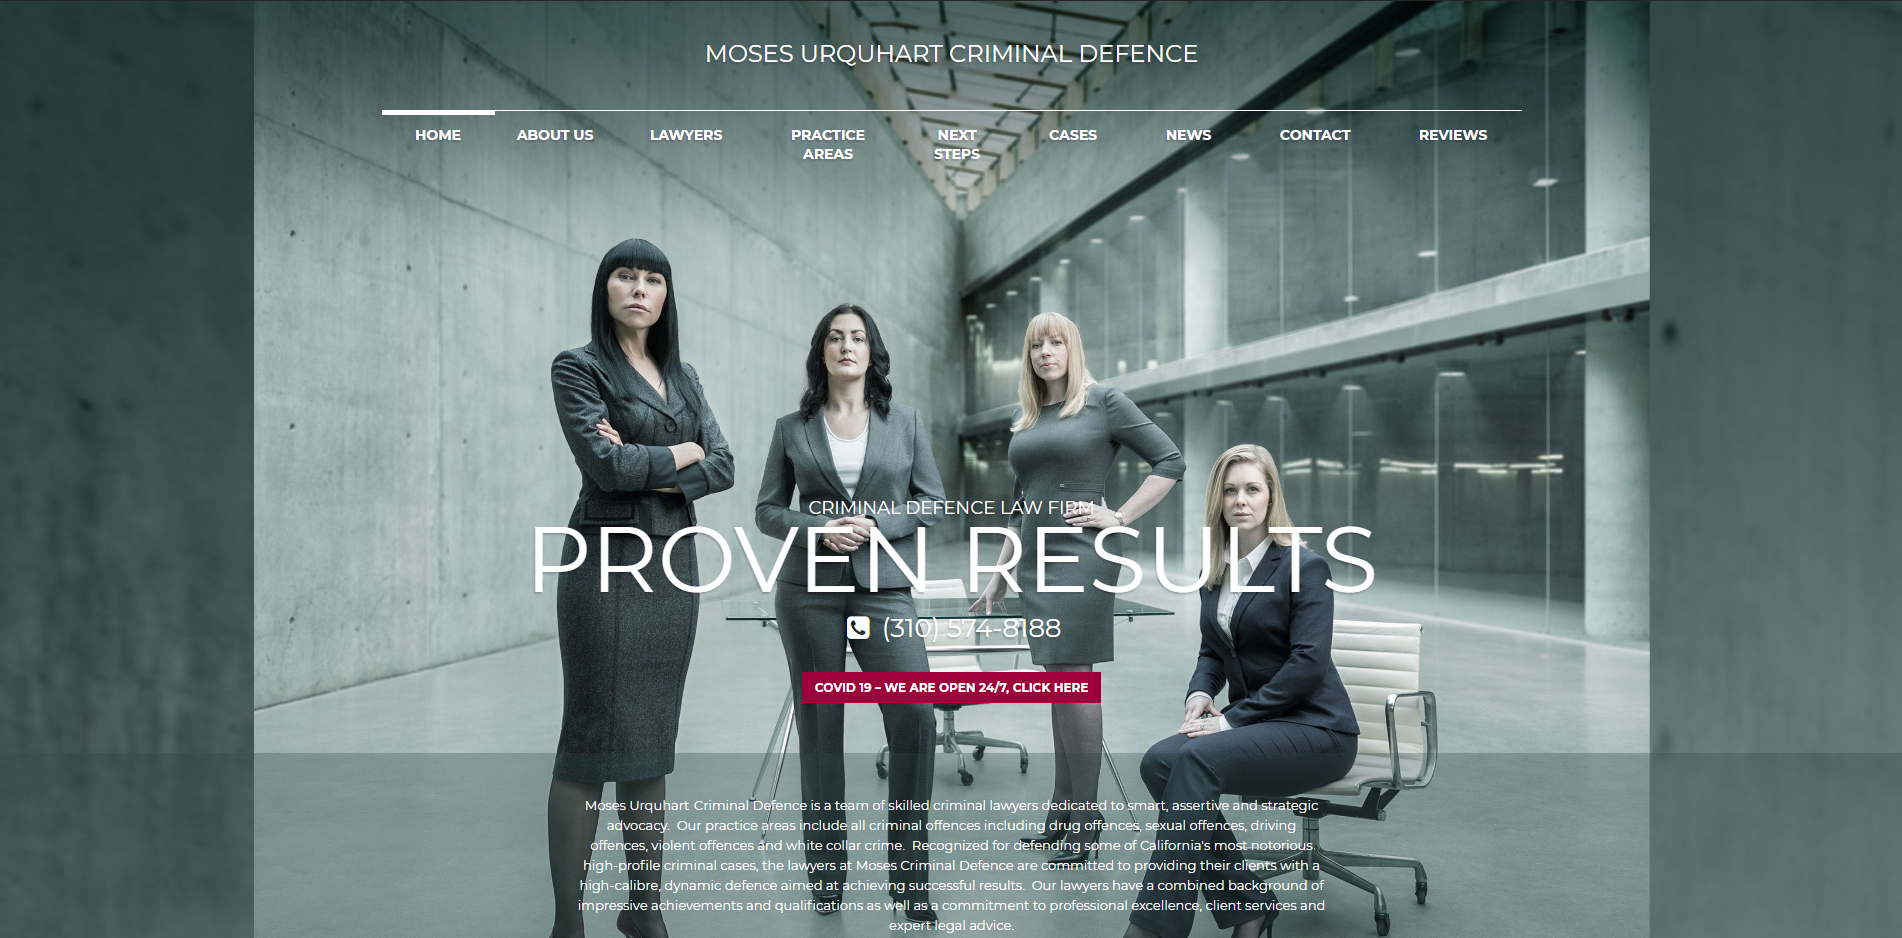 MOSES URQUHART CRIMINAL DEFENCE
HOME
ABOUT US
LAWYERS
PRACTICE
AREAS
NEXT
STEPS
CASES
NEWS
CONTACT
REVIEWS
CRIMINAL DEFENCE LAW FIRM
PROVEN RESULTS
(310) 574-8188
COVID 19 – WE ARE OPEN 24/7, CLICK HERE
Moses Urquhart Criminal Defence is a team of skilled criminal lawyers dedicated to smart, assertive and strategic
advocacy. Our practice areas include all criminal offences including drug offences, sexual offences, driving
offences, violent offences and white collar crime. Recognized for defending some of California's most notorious
high-profile criminal cases, the lawyers at Moses Criminal Defence are committed to providing their clients with a
high-calibre, dynamic defence aimed at achieving successful results. Our lawyers have a combined background of
impressive achievements and qualifications as well as a commitment to professional excellence, client services and
expert legal advice.